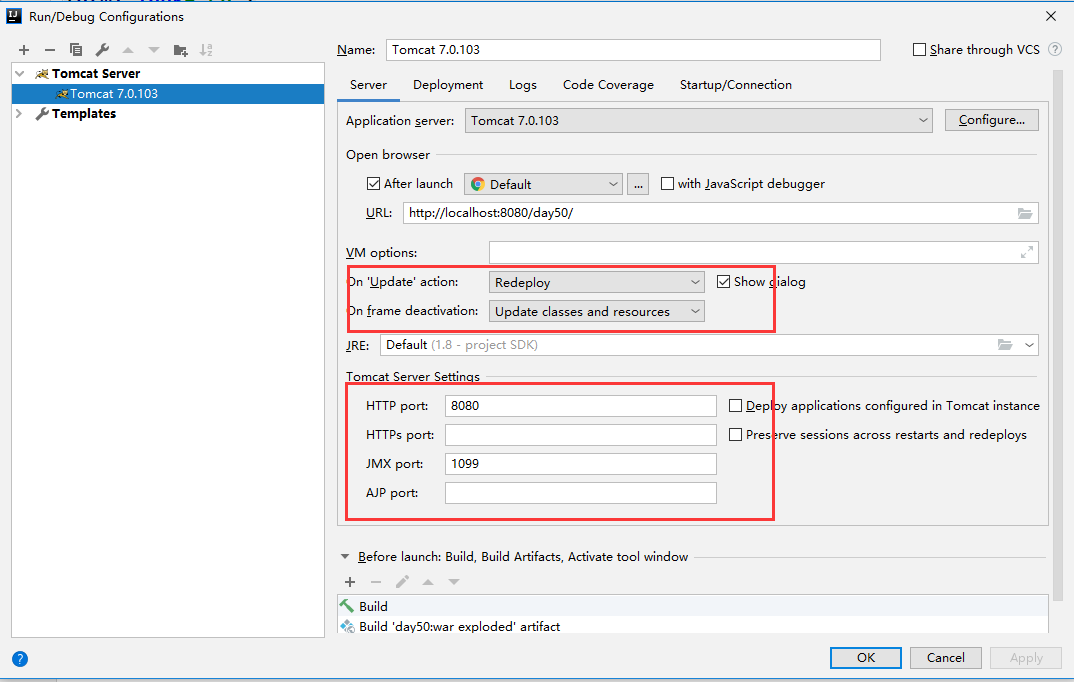 Run/Debug Configurations
Name: Tomcat 7.0.103 Share through VCS ?
Tomcat Server
Tomcat 7.0.103
Templates
Server Deployment Logs Code Coverage Startup/Connection
Application server: Tomcat 7.0.103 Configure...
Open browser
After launch Default ... with JavaScript debugger
URL: http://localhost:8080/day50/
VM options:
On 'Update' action: Redeploy Show dialog
On frame deactivation: Update classes and resources
JRE: Default (1.8 - project SDK)
Tomcat Server Settings
HTTP port: 8080 Deploy applications configured in Tomcat instance
HTTPs port: Preserve sessions across restarts and redeploys
JMX port: 1099
AJP port:
Before launch: Build, Build Artifacts, Activate tool window
Build
Build 'day50:war exploded' artifact
? OK Cancel Apply